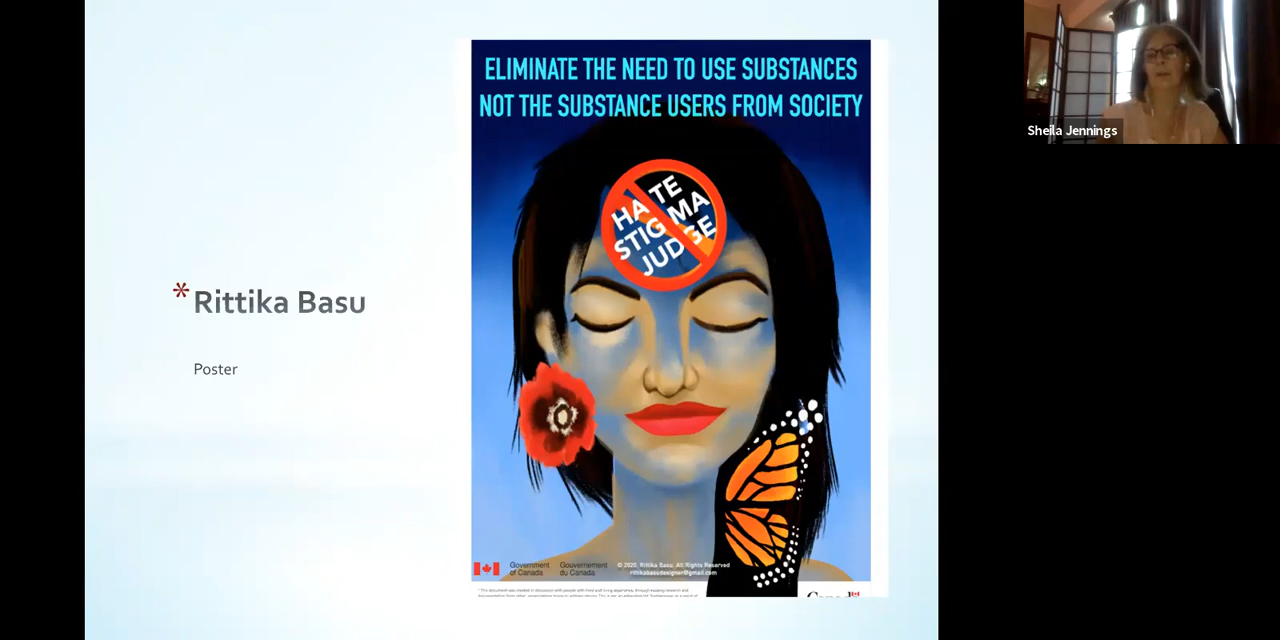 * Rittika Basu
Poster
ELIMINATE THE NEED TO USE SUBSTANCES
NOT THE SUBSTANCE USERS FROM SOCIETY
HATE
STIGMA
JUDGE
Government
of Canada
Gouvernement
du Canada
© 2020, Rittika Basu, All Rights Reserved
rittikabasudesigner@gmail.com
Sheila Jennings